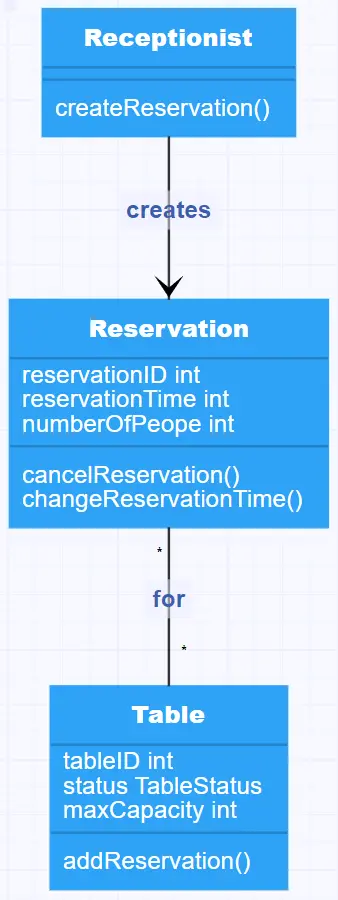 Receptionist
createReservation()
creates
Reservation
reservationID int
reservationTime int
numberOfPeope int
cancelReservation()
changeReservationTime()
*
for
*
Table
tableID int
status TableStatus
maxCapacity int
addReservation()